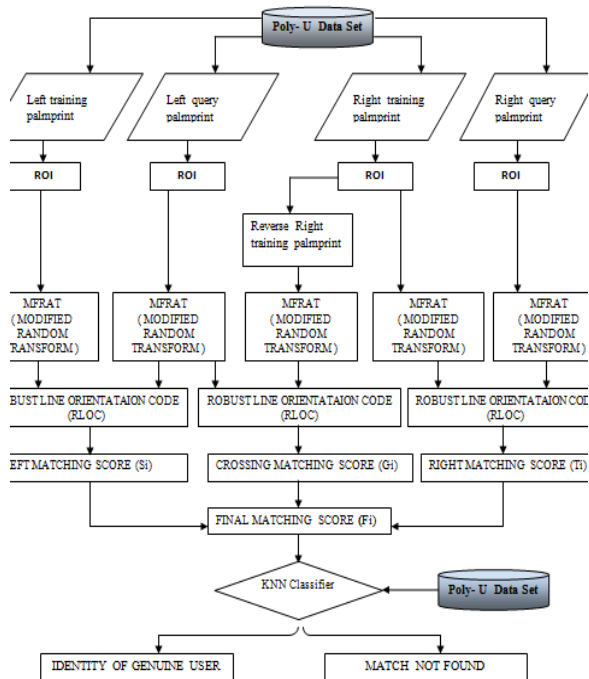 Poly- U Data Set
Left training
palmprint
Left query
palmprint
Right training
palmprint
Right query
palmprint
ROI
ROI
ROI
ROI
Reverse Right
training palmprint
MFRAT
( MODIFIED
RANDOM
TRANSFORM)
MFRAT
( MODIFIED
RANDOM
TRANSFORM)
MFRAT
( MODIFIED
RANDOM
TRANSFORM)
MFRAT
( MODIFIED
RANDOM
TRANSFORM)
MFRAT
( MODIFIED
RANDOM
TRANSFORM)
OBUST LINE ORIENTATAION CODE
(RLOC)
ROBUST LINE ORIENTATAION CODE
(RLOC)
ROBUST LINE ORIENTATAION COD
(RLOC)
EFT MATCHING SCORE (Si)
CROSSING MATCHING SCORE (Gi)
RIGHT MATCHING SCORE (Ti)
FINAL MATCHING SCORE (Fi)
KNN Classifier
Poly- U Data Set
IDENTITY OF GENUINE USER
MATCH NOT FOUND